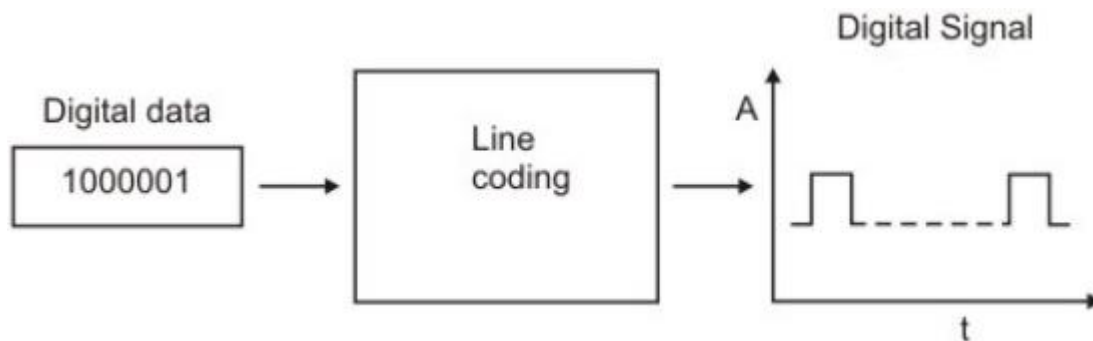 Digital data
1000001
Line
coding
Digital Signal
A
t